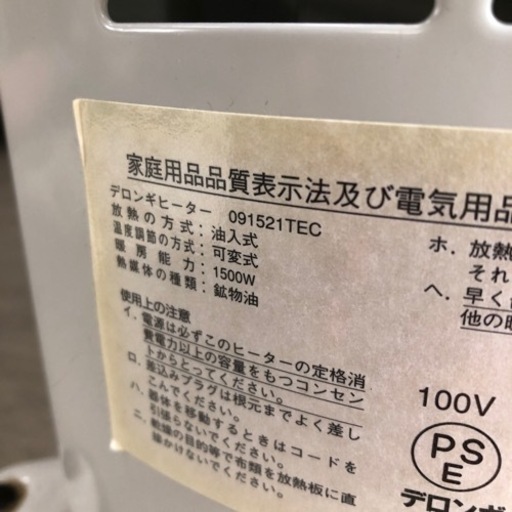 家庭用品品質表示法及び電気用品
デロンギヒーター 091521TEC
放熱の方式：油入式
温度調節の方式：可変式
暖房能力：1500W
熱媒体の種類：鉱物油
使用上の注意
イ．電源は必ずこのヒーターの定格消
費電力以上の容量をもつコンセン
トからとってください。
ロ．差込みプラグは根元までよく差し
こんでください。
ハ．器体を移動するときはコードを
引張らないでください。
ニ．乾燥の目的等で布類を放熱板に直
接かけないでください。
ホ．放熱
それ
ヘ．早く
他の暖
100V
PS
E
デロンギ